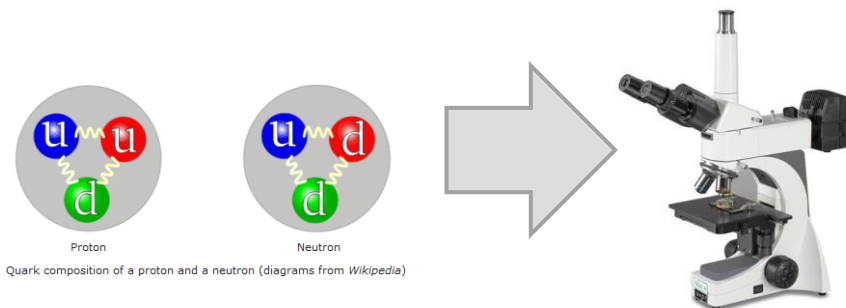 u u
d
u d
d
Proton
Neutron
Quark composition of a proton and a neutron (diagrams from Wikipedia)